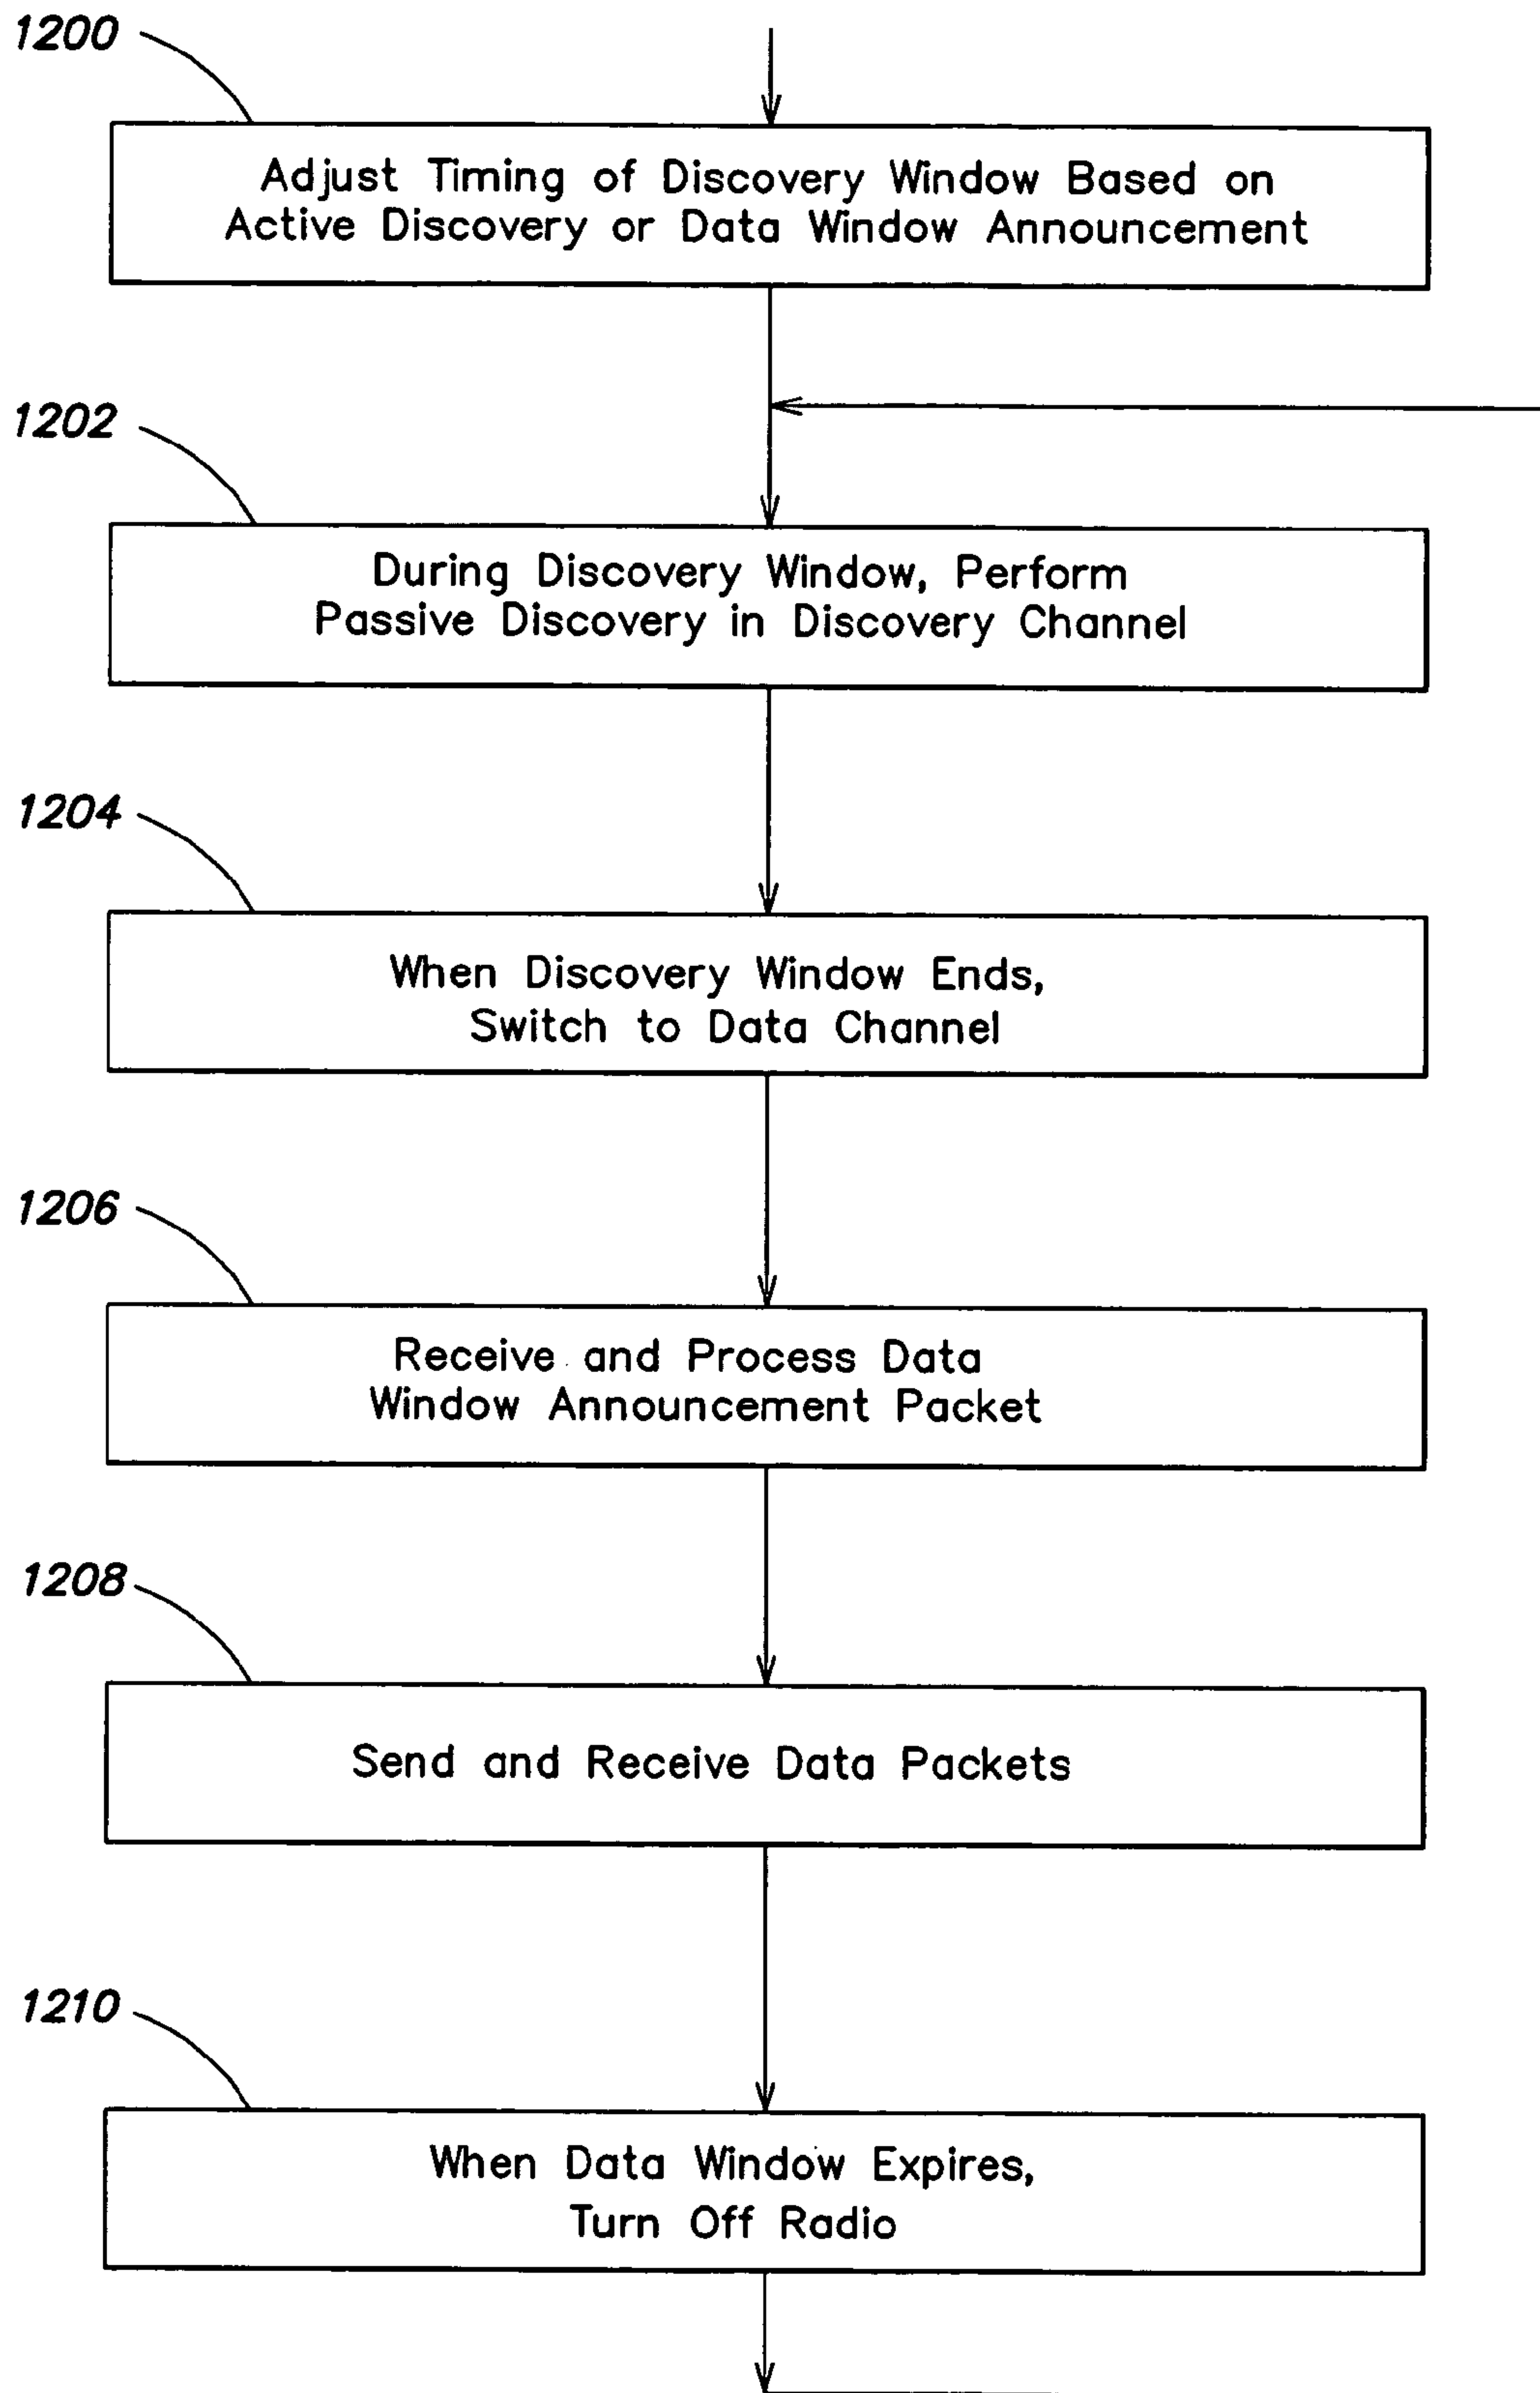 1200
Adjust Timing of Discovery Window Based on
Active Discovery or Data Window Announcement
1202
During Discovery Window, Perform
Passive Discovery in Discovery Channel
1204
When Discovery Window Ends,
Switch to Data Channel
1206
Receive and Process Data
Window Announcement Packet
1208
Send and Receive Data Packets
1210
When Data Window Expires,
Turn Off Radio